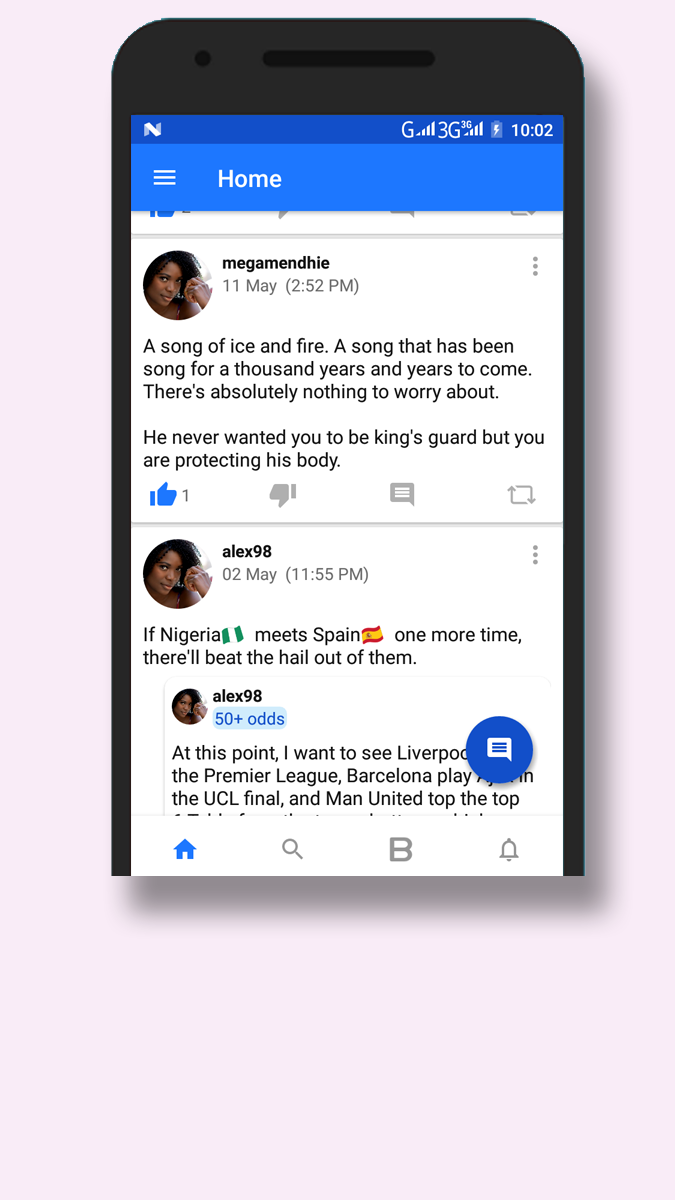 G 3G 3G 10:02
Home
megamendhie
11 May (2:52 PM)
A song of ice and fire. A song that has been
song for a thousand years and years to come.
There's absolutely nothing to worry about.
He never wanted you to be king's guard but you
are protecting his body.
1
alex98
02 May (11:55 PM)
If Nigeria🇳🇬 meets Spain🇪🇸 one more time,
there'll beat the hail out of them.
alex98
50+ odds
At this point, I want to see
the Premier League, Barcelona play in
the UCL final, and Man United top the top
B